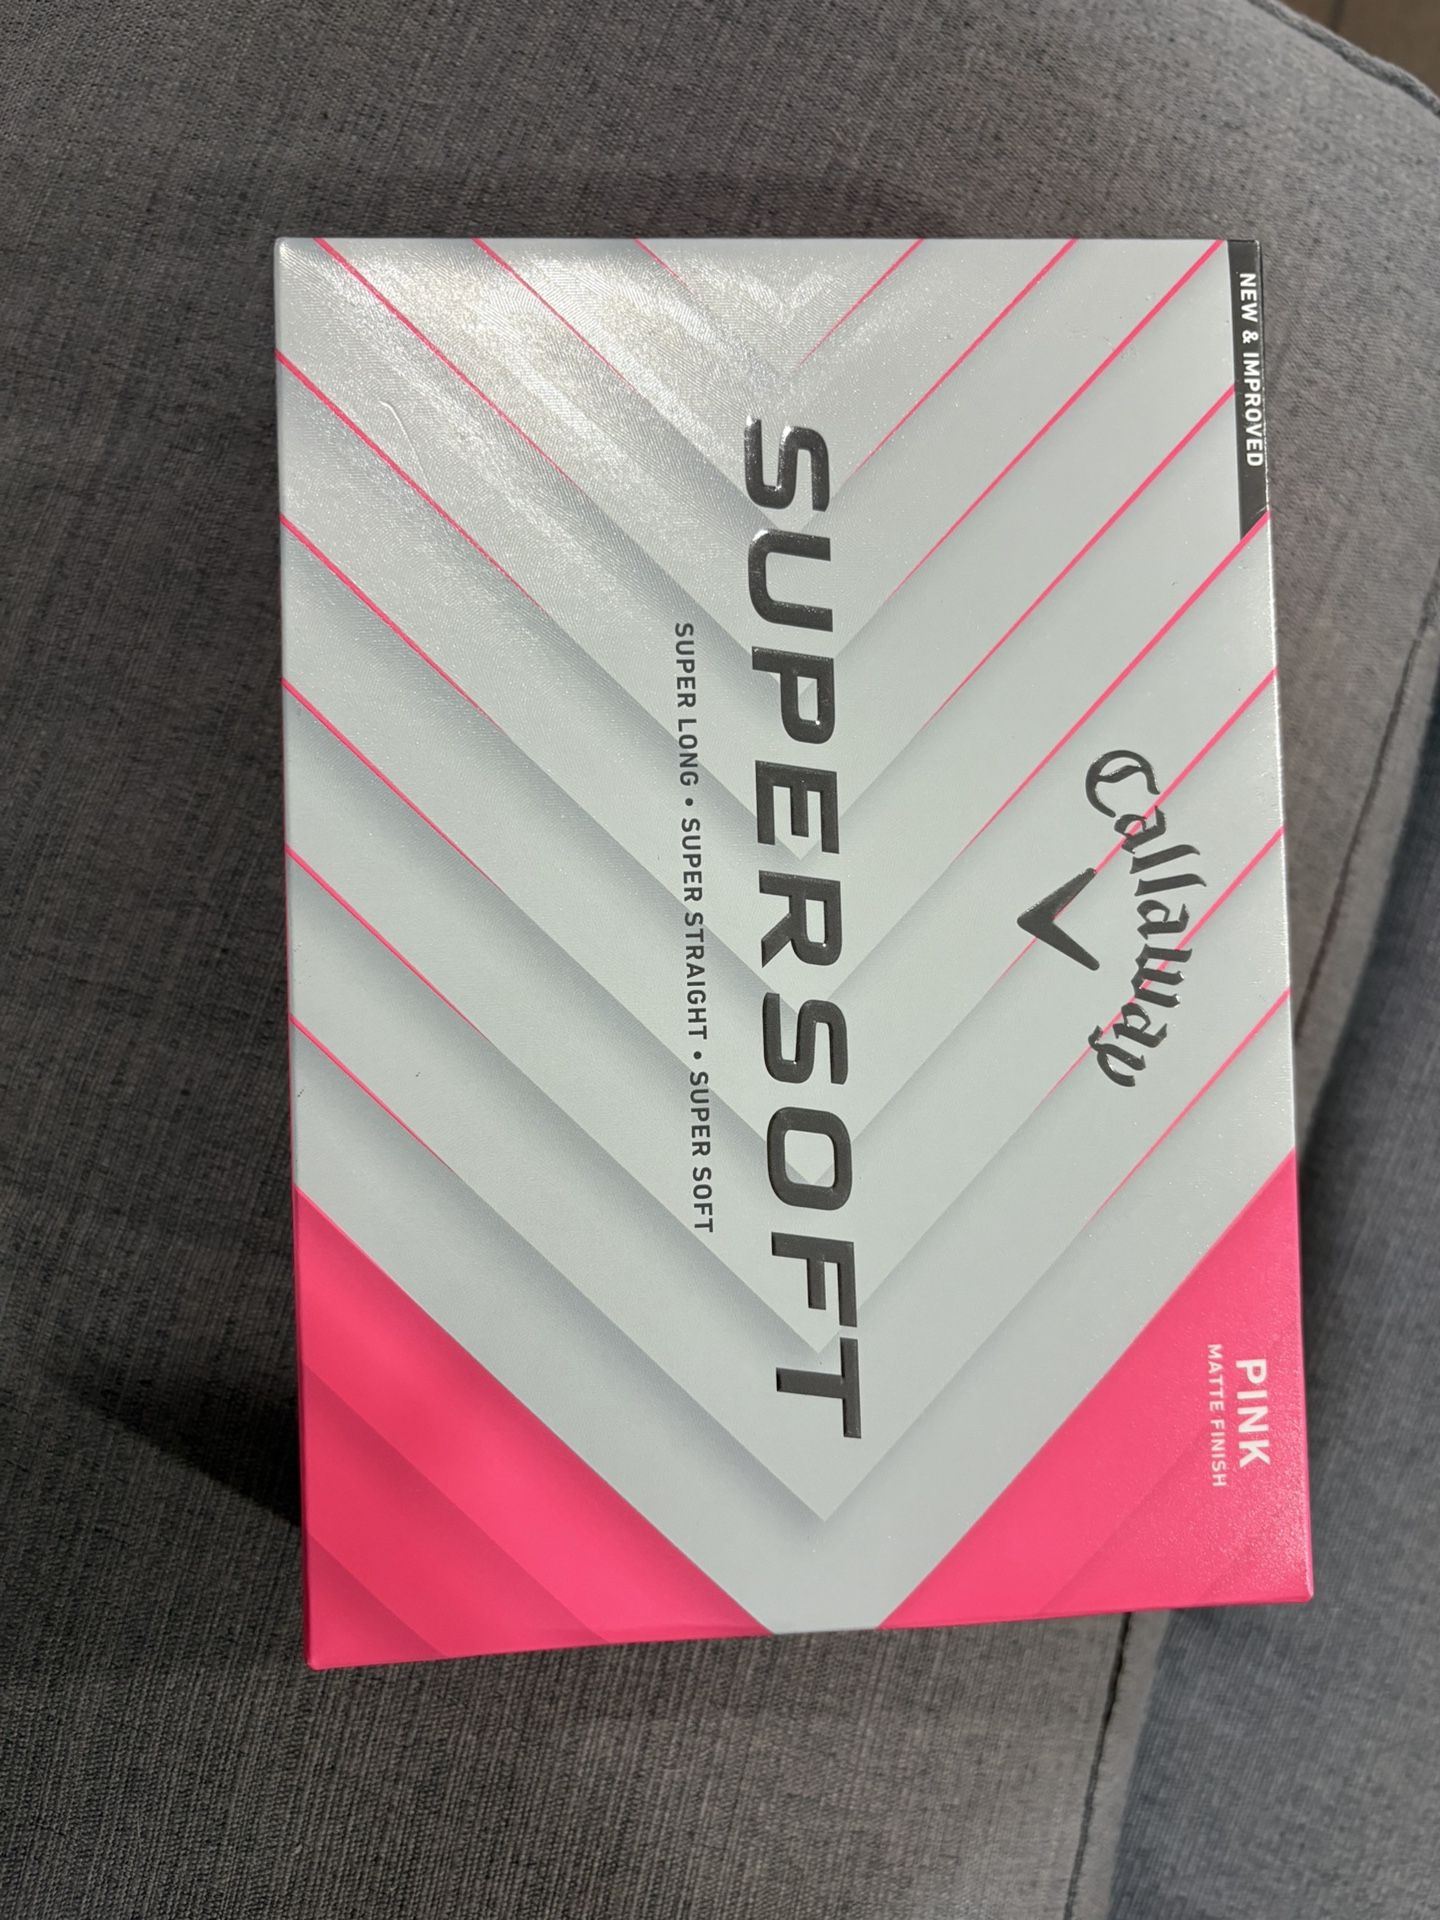 NEW & IMPROVED
Callaway
PINK
MATTE FINISH
SUPERSOFT
SUPER LONG • SUPER STRAIGHT • SUPER SOFT